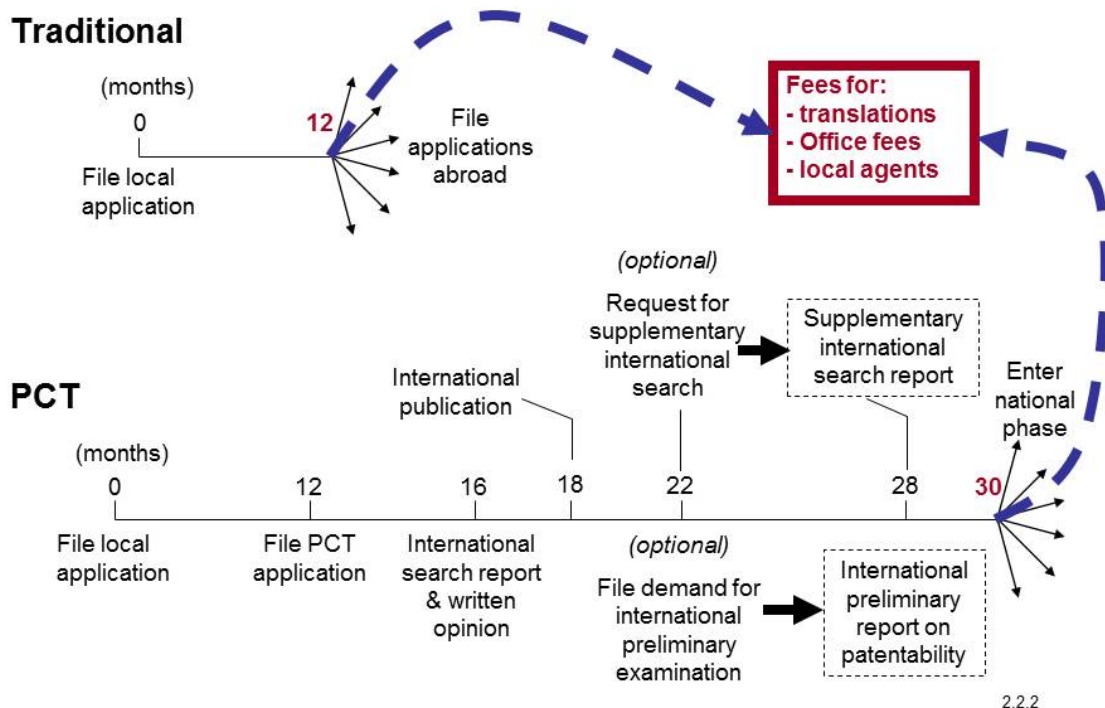 Traditional
(months)
0
12
File local
application
File
applications
abroad
Fees for:
- translations
- Office fees
- local agents
PCT
(months)
0
12
16
18
22
28
30
International
publication
(optional)
Request for
supplementary
international
search
Supplementary
international
search report
Enter
national
phase
File local
application
File PCT
application
International
search report
& written
opinion
(optional)
File demand for
international
preliminary
examination
International
preliminary
report on
patentability
2.2.2